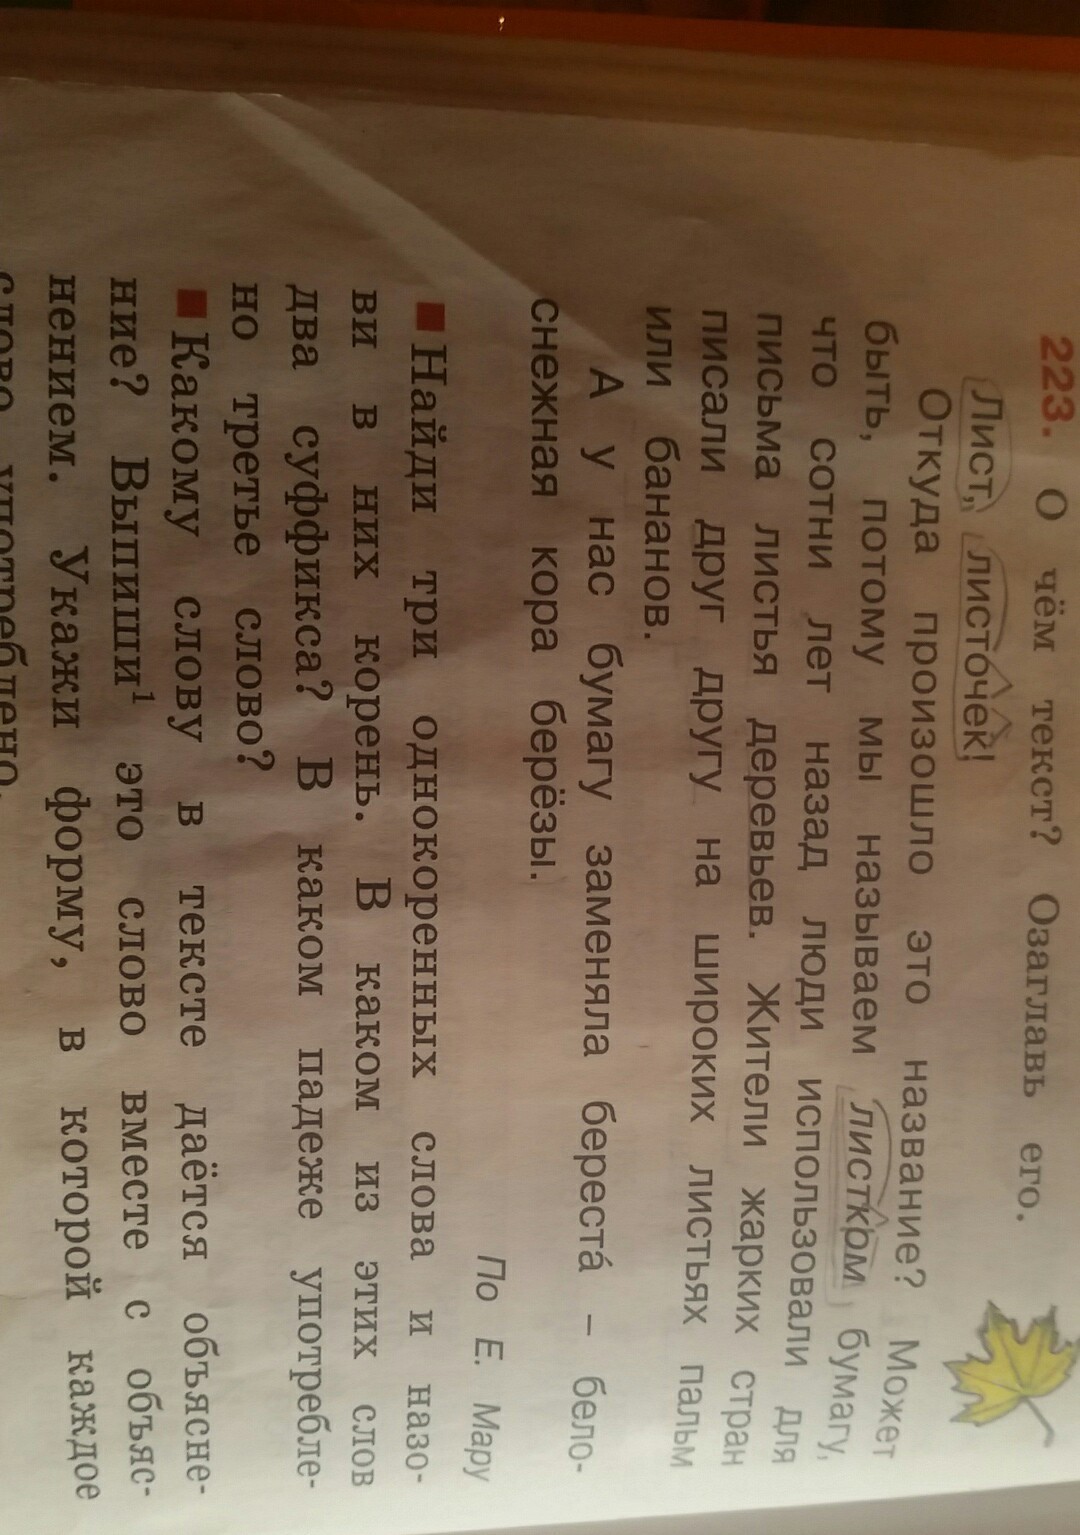 223. О чём текст? Озаглавь его.
Лист, листочек!
Откуда произошло это название? Может
быть, потому мы называем листком бумагу,
что сотни лет назад люди использовали для
письма листья деревьев. Жители жарких стран
писали друг другу на широких листьях пальм
или бананов.
А у нас бумагу заменяла береста́ – бело-
снежная кора берёзы.
По Е. Мару
Найди три однокоренных слова и назо-
ви в них корень. В каком из этих слов
два суффикса? В каком падеже употребле-
но третье слово?
Какому слову в тексте даётся объясне-
ние? Выпиши¹ это слово вместе с объяс-
нением. Укажи форму, в которой каждое
слово употреблено.